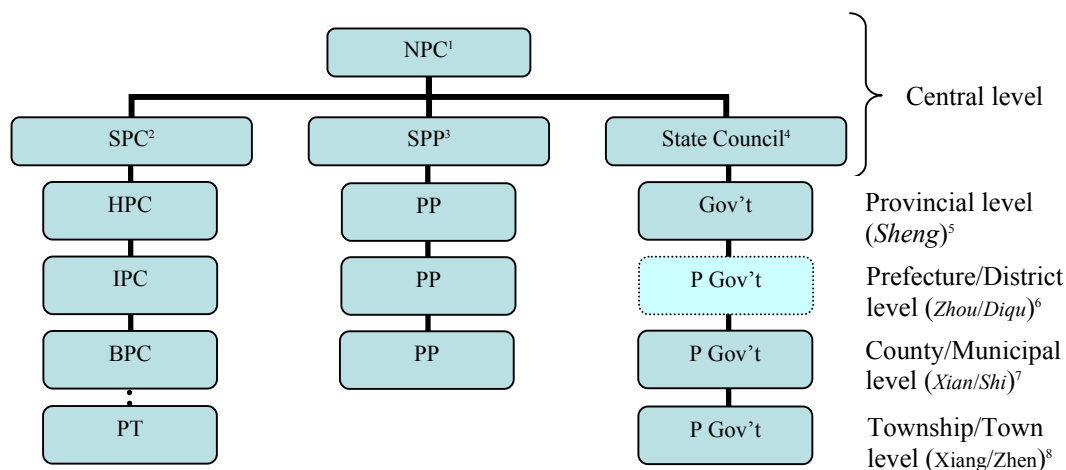 NPC¹
Central level
SPC²
SPP³
State Council⁴
HPC
PP
Gov’t
Provincial level
(Sheng)⁵
IPC
PP
P Gov’t
Prefecture/District
level (Zhou/Diqu)⁶
BPC
PP
P Gov’t
County/Municipal
level (Xian/Shi)⁷
PT
P Gov’t
Township/Town
level (Xiang/Zhen)⁸